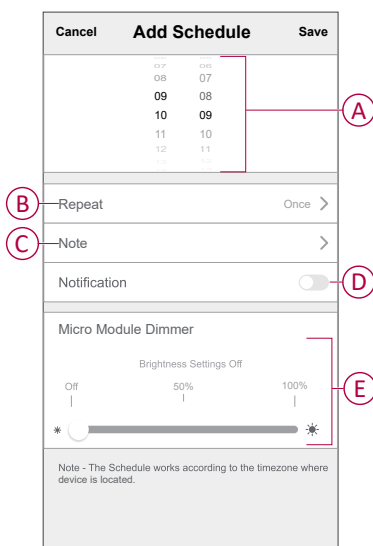 Cancel Add Schedule Save
07 06
08 07
09 08
10 09
11 10
12 11
A
B Repeat Once
C Note
Notification D
Micro Module Dimmer
Brightness Settings Off
Off 50% 100%
E
Note - The Schedule works according to the timezone where
device is located.